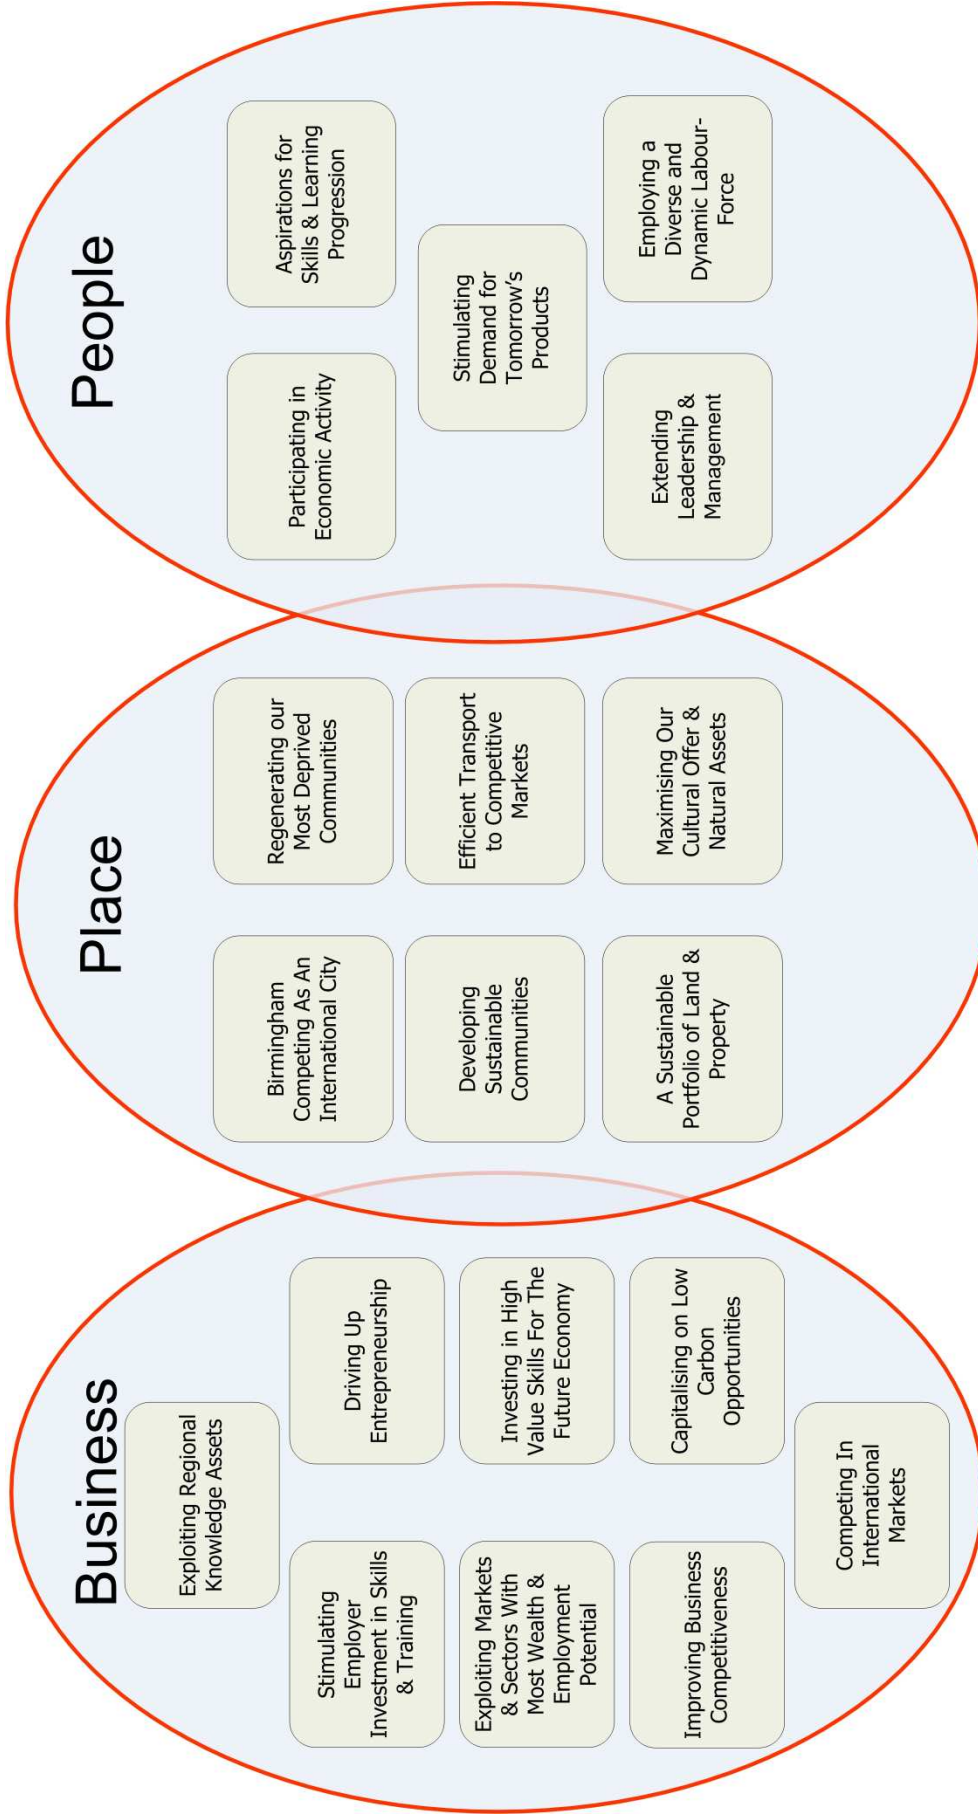 Business
Exploiting Regional
Knowledge Assets
Stimulating
Employer
Investment in Skills
& Training
Driving Up
Entrepreneurship
Exploiting Markets
& Sectors With
Most Wealth &
Employment
Potential
Investing in High
Value Skills For The
Future Economy
Improving Business
Competitiveness
Capitalising on Low
Carbon
Opportunities
Competing In
International
Markets
Place
Birmingham
Competing As An
International City
Regenerating our
Most Deprived
Communities
Developing
Sustainable
Communities
Efficient Transport
to Competitive
Markets
A Sustainable
Portfolio of Land &
Property
Maximising Our
Cultural Offer &
Natural Assets
People
Participating in
Economic Activity
Aspirations for
Skills & Learning
Progression
Stimulating
Demand for
Tomorrow’s
Products
Extending
Leadership &
Management
Employing a
Diverse and
Dynamic Labour-
Force